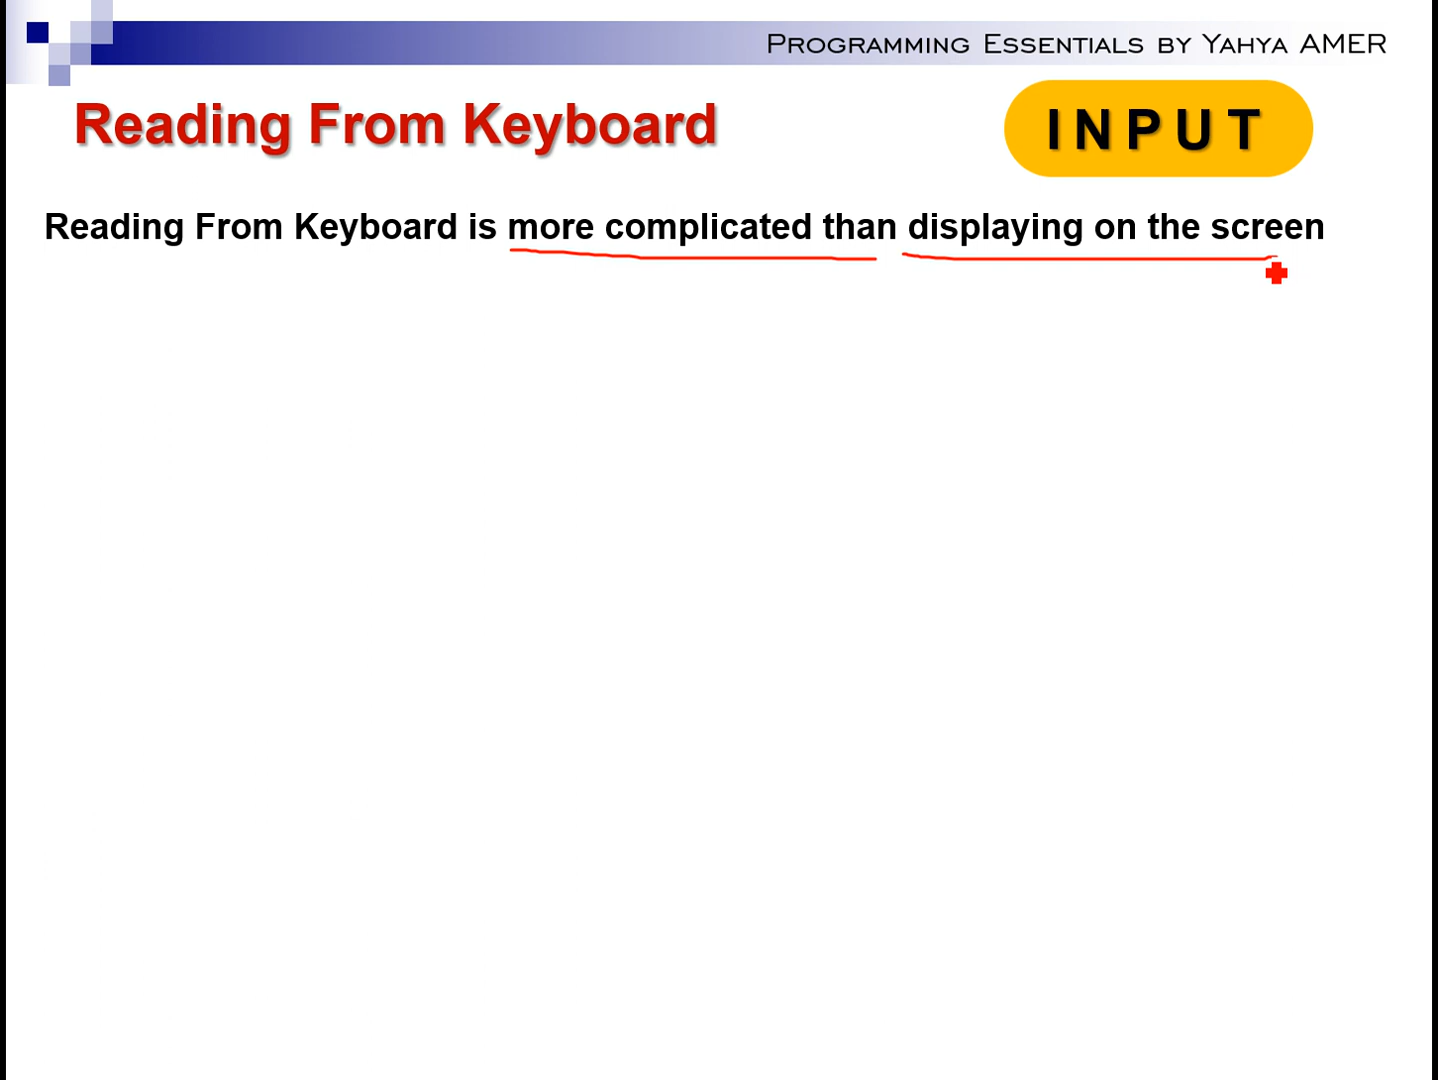 Programming Essentials by Yahya AMER
Reading From Keyboard
INPUT
Reading From Keyboard is more complicated than displaying on the screen